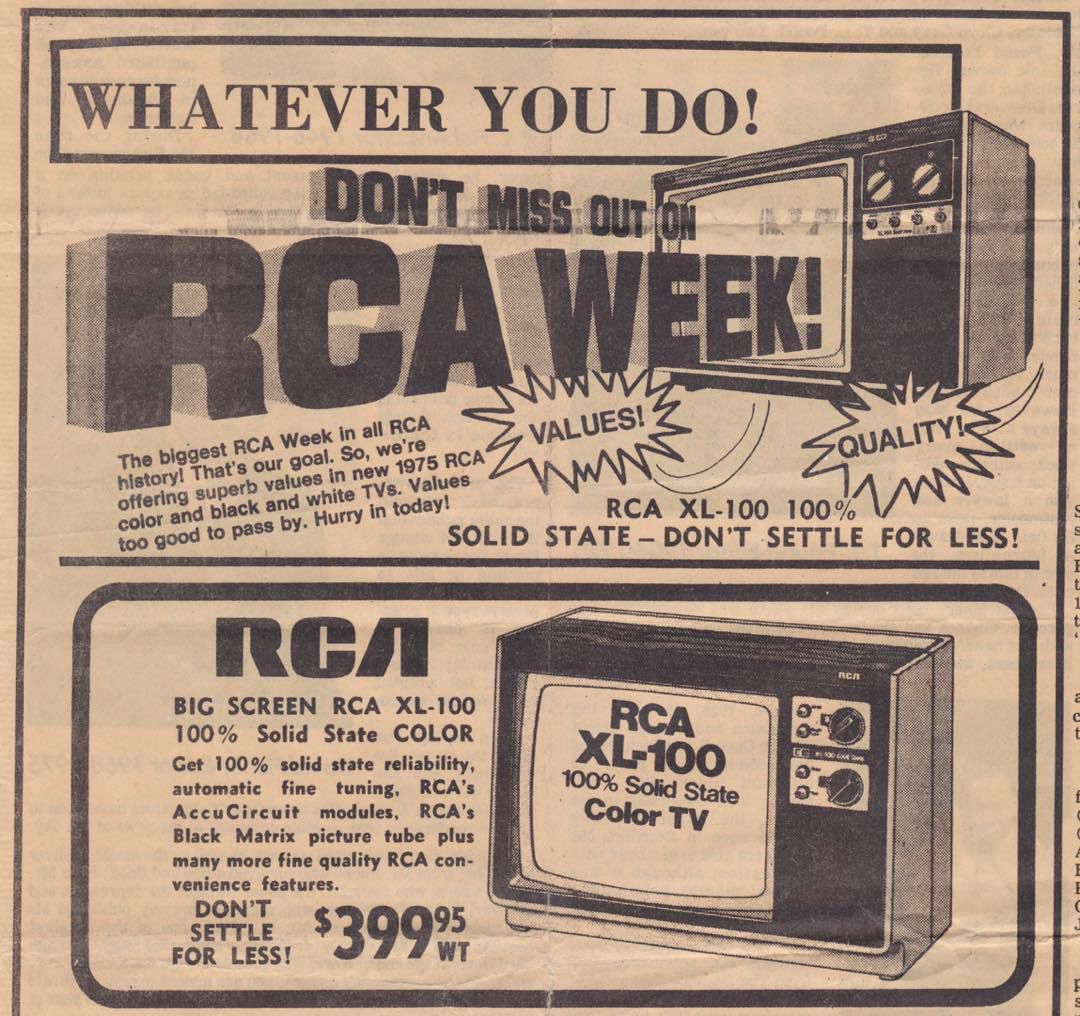 WHATEVER YOU DO!
DON'T MISS OUT ON
RCA WEEK!
VALUES!
QUALITY!
The biggest RCA Week in all RCA
history! That's our goal. So, we're
offering superb values in new 1975 RCA
color and black and white TVs. Values
too good to pass by. Hurry in today!
RCA XL-100 100%
SOLID STATE – DON'T SETTLE FOR LESS!
RCA
BIG SCREEN RCA XL-100
100% Solid State COLOR
Get 100% solid state reliability,
automatic fine tuning, RCA's
AccuCircuit modules, RCA's
Black Matrix picture tube plus
many more fine quality RCA con-
venience features.
DON'T
SETTLE
FOR LESS!
$39995
WT
RCA
RCA
XL-100
100% Solid State
Color TV